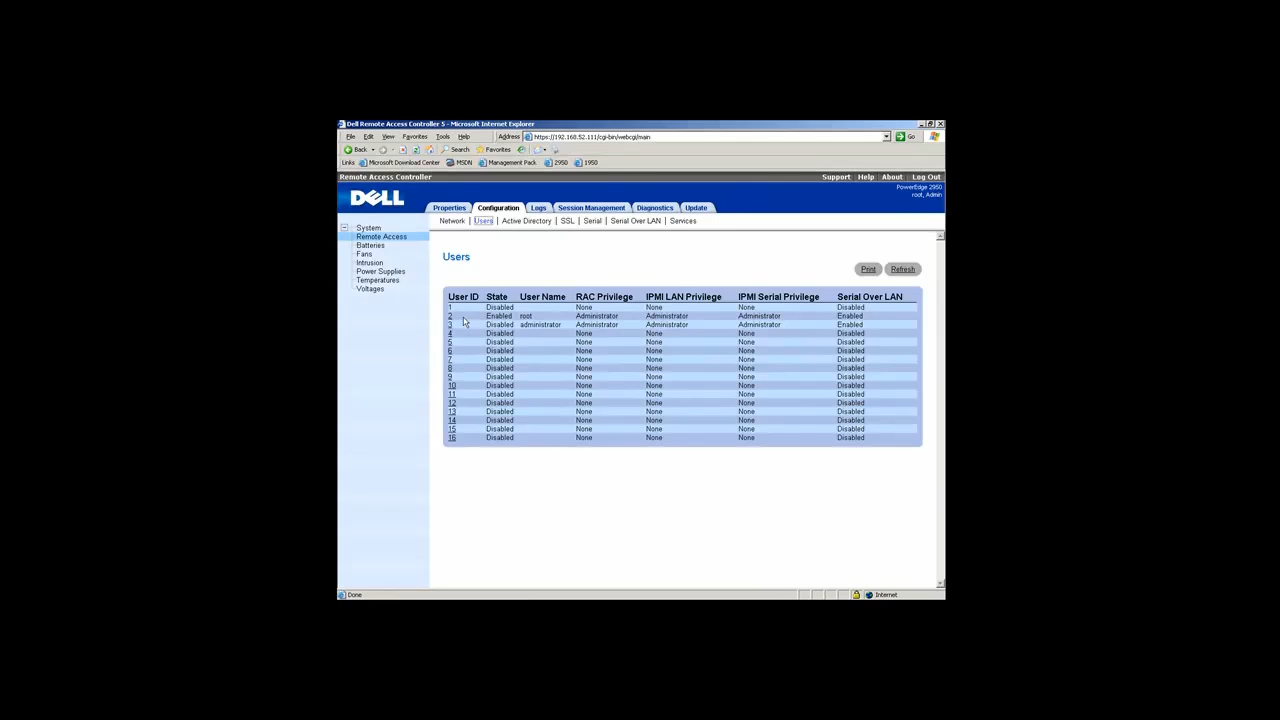 Dell Remote Access Controller 5 - Microsoft Internet Explorer
File Edit View Favorites Tools Help Address https://192.168.52.111/cgi-bin/webcgi/main Go
Back Search Favorites
Links Microsoft Download Center MSDN Management Pack 2950 1950
Remote Access Controller Support Help About Log Out
DELL PowerEdge 2950
root, Admin
Properties Configuration Logs Session Management Diagnostics Update
Network | Users | Active Directory | SSL | Serial | Serial Over LAN | Services
System
Remote Access
Batteries
Fans
Intrusion
Power Supplies
Temperatures
Voltages
Users
Print Refresh
User ID State User Name RAC Privilege IPMI LAN Privilege IPMI Serial Privilege Serial Over LAN
1 Disabled None None None Disabled
2 Enabled root Administrator Administrator Administrator Enabled
3 Disabled administrator Administrator Administrator Administrator Enabled
4 Disabled None None None Disabled
5 Disabled None None None Disabled
6 Disabled None None None Disabled
7 Disabled None None None Disabled
8 Disabled None None None Disabled
9 Disabled None None None Disabled
10 Disabled None None None Disabled
11 Disabled None None None Disabled
12 Disabled None None None Disabled
13 Disabled None None None Disabled
14 Disabled None None None Disabled
15 Disabled None None None Disabled
16 Disabled None None None Disabled
Done Internet